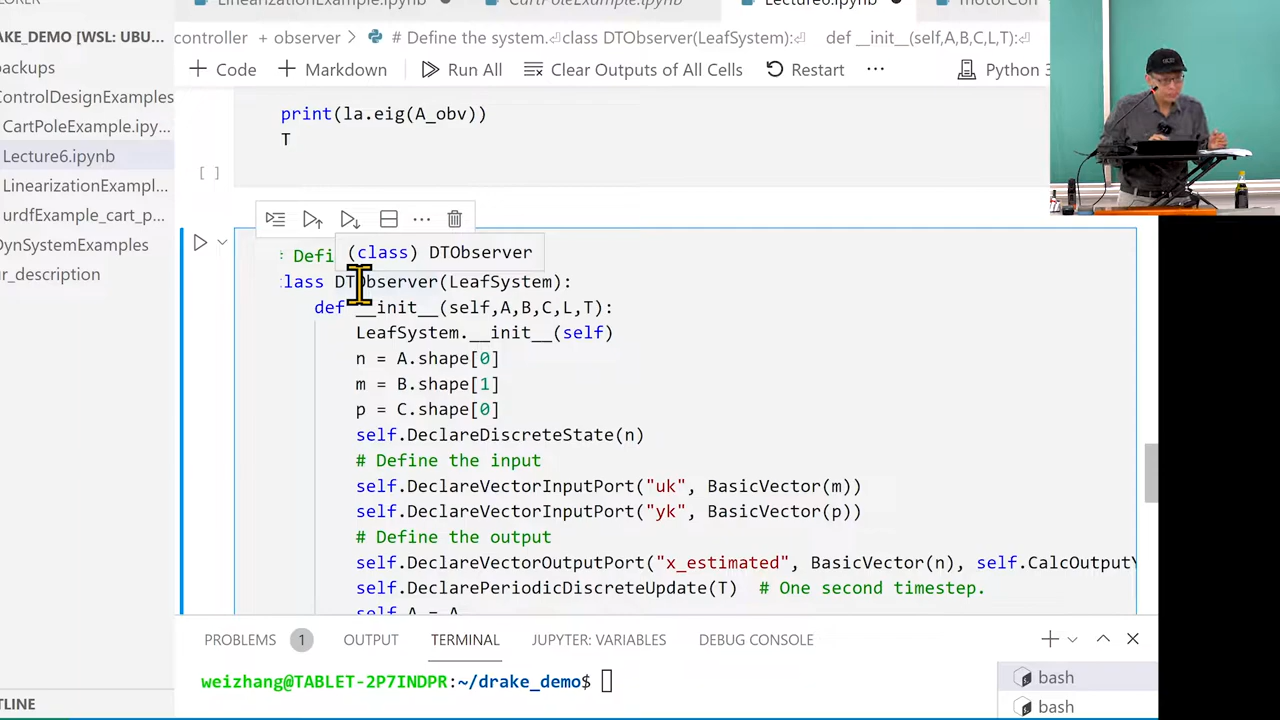 LinearizationExample.ipynb
CartPoleExample.ipynb
Lecture6.ipynb
motorCon
AKE_DEMO [WSL: UBU...
controller + observer > # Define the system.↵class DTObserver(LeafSystem):↵ def __init__(self,A,B,C,L,T):↵
+ Code + Markdown Run All Clear Outputs of All Cells Restart ... Python 3
backups
ControlDesignExamples
CartPoleExample.ipy...
Lecture6.ipynb
LinearizationExampl...
urdfExample_cart_p...
DynSystemExamples
ur_description
print(la.eig(A_obv))
T
[ ]
(class) DTObserver
: Defi
lass DTObserver(LeafSystem):
def __init__(self,A,B,C,L,T):
LeafSystem.__init__(self)
n = A.shape[0]
m = B.shape[1]
p = C.shape[0]
self.DeclareDiscreteState(n)
# Define the input
self.DeclareVectorInputPort("uk", BasicVector(m))
self.DeclareVectorInputPort("yk", BasicVector(p))
# Define the output
self.DeclareVectorOutputPort("x_estimated", BasicVector(n), self.CalcOutput
self.DeclarePeriodicDiscreteUpdate(T) # One second timestep.
self.A = A
PROBLEMS 1 OUTPUT TERMINAL JUPYTER: VARIABLES DEBUG CONSOLE
weizhang@TABLET-2P7INDPR:~/drake_demo$
bash
bash
TLINE